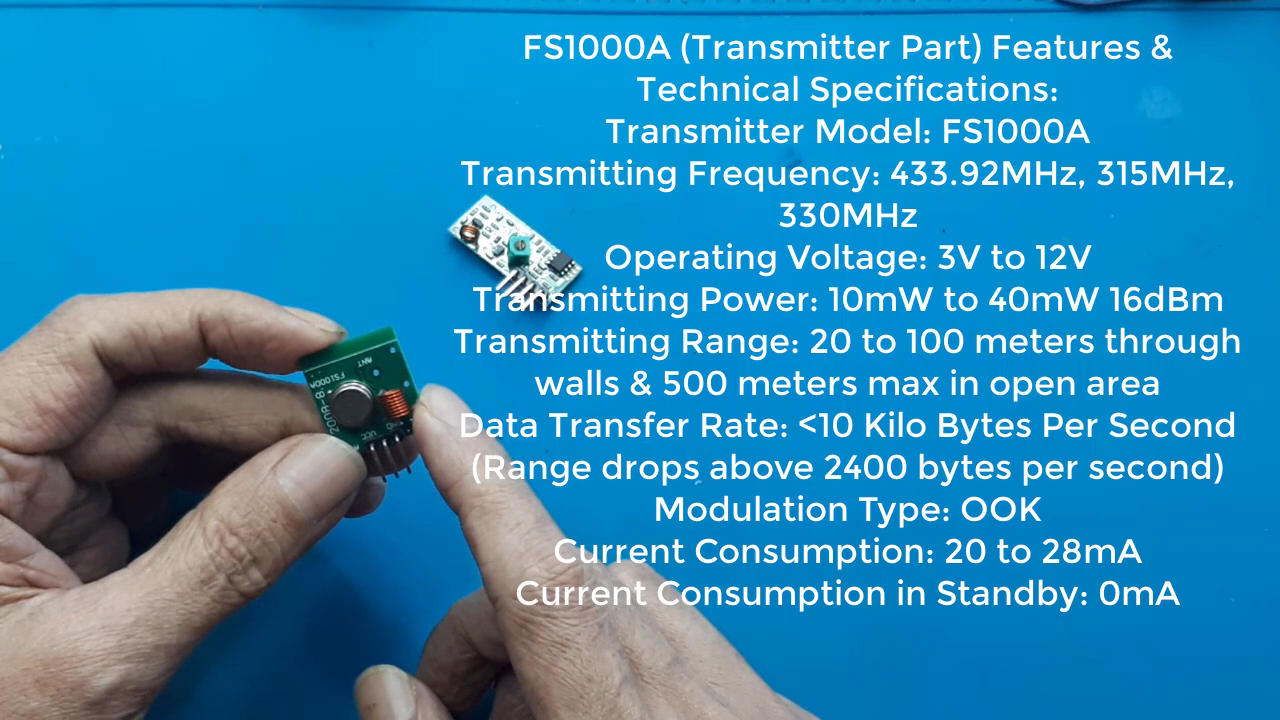 FS1000A (Transmitter Part) Features &
Technical Specifications:
Transmitter Model: FS1000A
Transmitting Frequency: 433.92MHz, 315MHz,
330MHz
Operating Voltage: 3V to 12V
Transmitting Power: 10mW to 40mW 16dBm
Transmitting Range: 20 to 100 meters through
walls & 500 meters max in open area
Data Transfer Rate: <10 Kilo Bytes Per Second
(Range drops above 2400 bytes per second)
Modulation Type: OOK
Current Consumption: 20 to 28mA
Current Consumption in Standby: 0mA
ANT
FS1000A
VCC